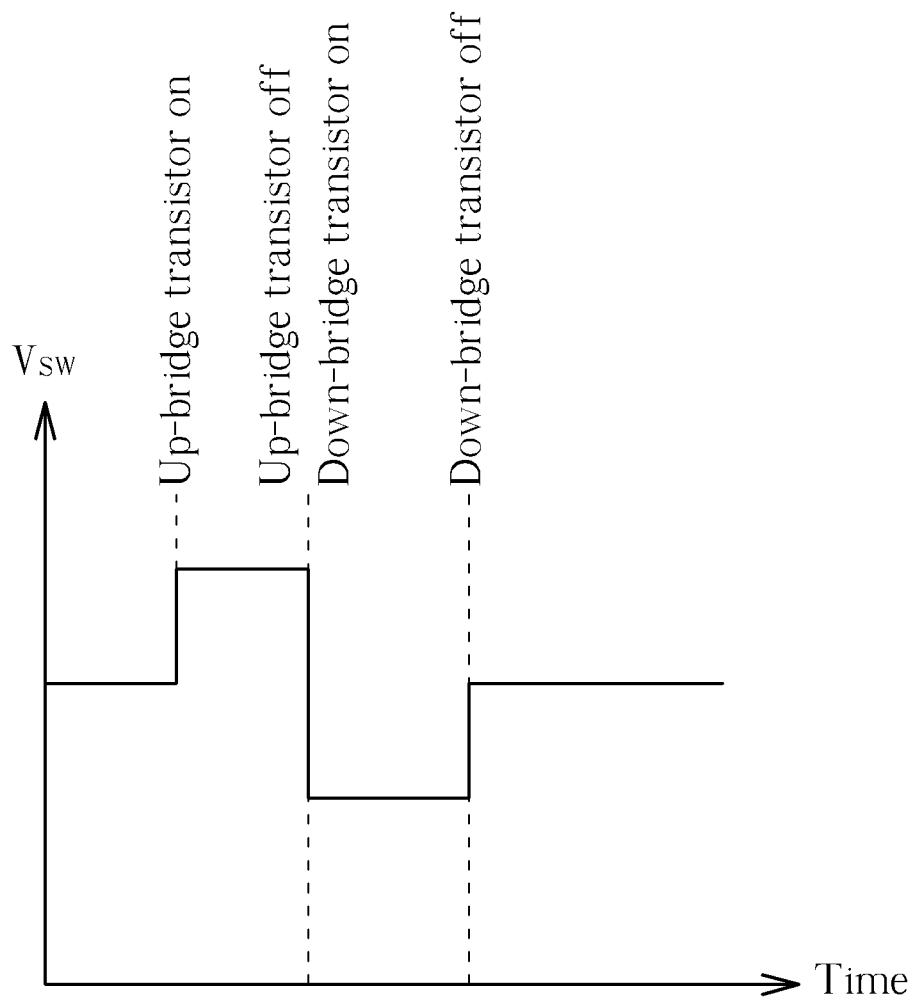 Up-bridge transistor on
Up-bridge transistor off
Down-bridge transistor on
Down-bridge transistor off
VSW
Time